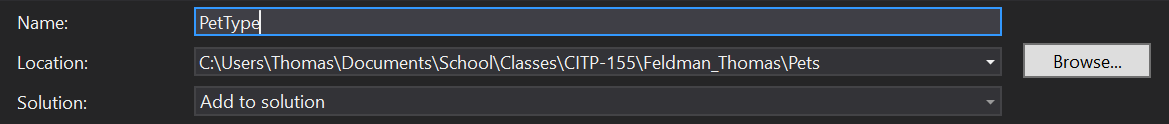 Name: PetType
Location: C:\Users\Thomas\Documents\School\Classes\CITP-155\Feldman_Thomas\Pets Browse...
Solution: Add to solution